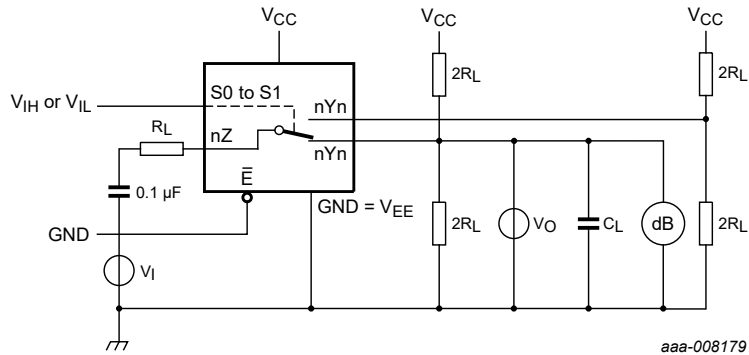 VCC
VCC
VCC
2RL
2RL
S0 to S1
VIH or VIL
nYn
RL
nZ
nYn
E̅
0.1 µF
GND = VEE
2RL
VO
CL
dB
2RL
GND
VI
aaa-008179